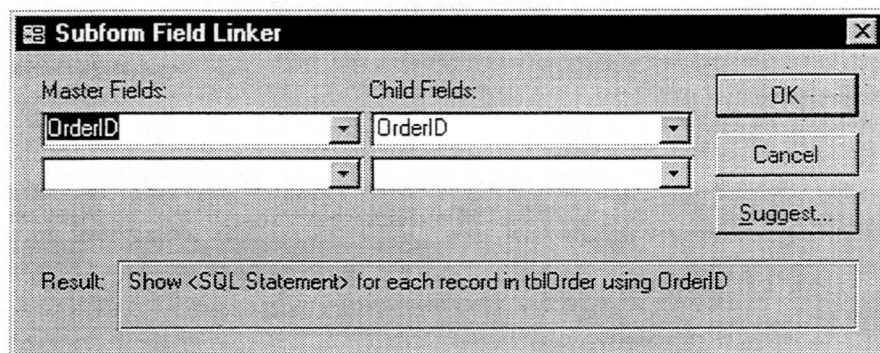 Subform Field Linker
Master Fields:
Child Fields:
OK
OrderID
OrderID
Cancel
Suggest...
Result:
Show <SQL Statement> for each record in tblOrder using OrderID